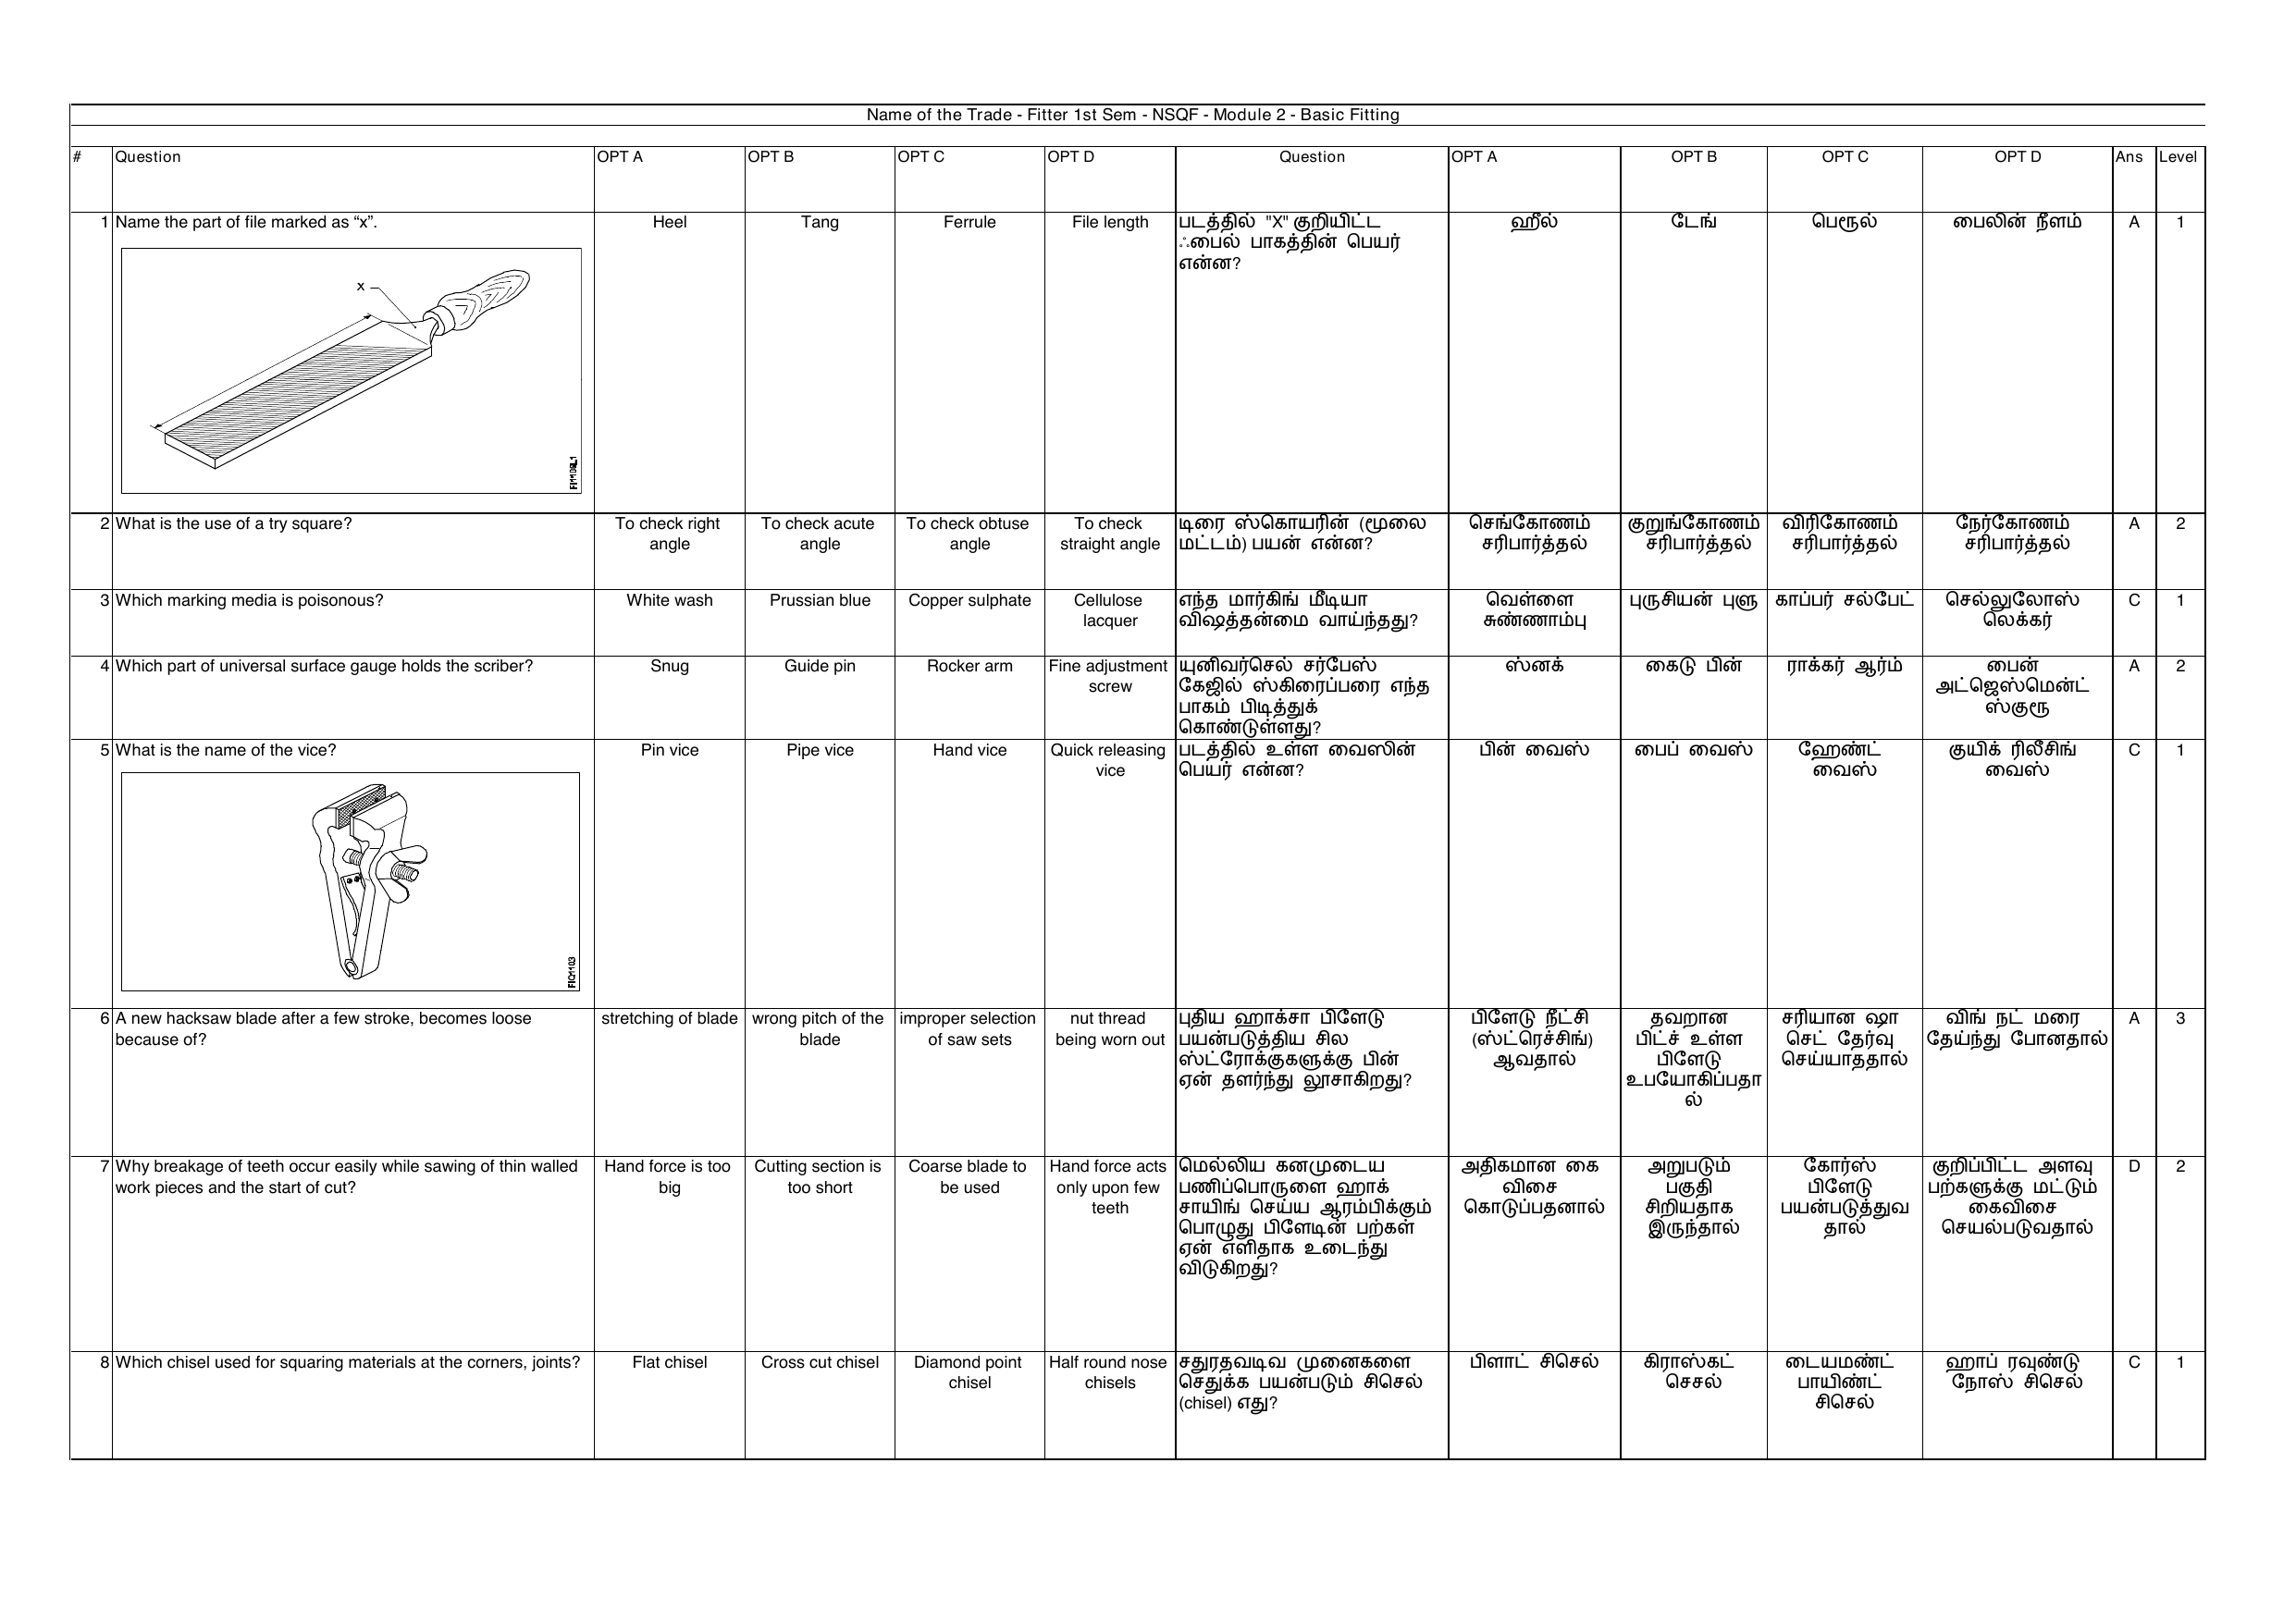 Name of the Trade - Fitter 1st Sem - NSQF - Module 2 - Basic Fitting
# Question OPT A OPT B OPT C OPT D Question OPT A OPT B OPT C OPT D Ans Level
1 Name the part of file marked as “x”. Heel Tang Ferrule File length படத்தில் "X" குறியிட்ட ஹீல் டேங் பெரூல் பைலின் நீளம் A 1
ஃபைல் பாகத்தின் பெயர்
என்ன?
x
FI1106L1
2 What is the use of a try square? To check right To check acute To check obtuse To check டிரை ஸ்கொயரின் (மூலை செங்கோணம் குறுங்கோணம் விரிகோணம் நேர்கோணம் A 2
angle angle angle straight angle மட்டம்) பயன் என்ன? சரிபார்த்தல் சரிபார்த்தல் சரிபார்த்தல் சரிபார்த்தல்
3 Which marking media is poisonous? White wash Prussian blue Copper sulphate Cellulose எந்த மார்கிங் மீடியா வெள்ளை புருசியன் புளு காப்பர் சல்பேட் செல்லுலோஸ் C 1
lacquer விஷத்தன்மை வாய்ந்தது? சுண்ணாம்பு லெக்கர்
4 Which part of universal surface gauge holds the scriber? Snug Guide pin Rocker arm Fine adjustment யுனிவர்செல் சர்பேஸ் ஸ்னக் கைடு பின் ராக்கர் ஆர்ம் பைன் A 2
screw கேஜில் ஸ்கிரைப்பரை எந்த அட்ஜெஸ்மென்ட்
பாகம் பிடித்துக் ஸ்குரூ
கொண்டுள்ளது?
5 What is the name of the vice? Pin vice Pipe vice Hand vice Quick releasing படத்தில் உள்ள வைஸின் பின் வைஸ் பைப் வைஸ் ஹேண்ட் குயிக் ரிலீசிங் C 1
vice பெயர் என்ன? வைஸ் வைஸ்
FIQ1103
6 A new hacksaw blade after a few stroke, becomes loose stretching of blade wrong pitch of the improper selection nut thread புதிய ஹாக்சா பிளேடு பிளேடு நீட்சி தவறான சரியான ஷா விங் நட் மரை A 3
because of? blade of saw sets being worn out பயன்படுத்திய சில (ஸ்ட்ரெச்சிங்) பிட்ச் உள்ள செட் தேர்வு தேய்ந்து போனதால்
ஸ்ட்ரோக்குகளுக்கு பின் ஆவதால் பிளேடு செய்யாததால்
ஏன் தளர்ந்து லூசாகிறது? உபயோகிப்பதா
ல்
7 Why breakage of teeth occur easily while sawing of thin walled Hand force is too Cutting section is Coarse blade to Hand force acts மெல்லிய கனமுடைய அதிகமான கை அறுபடும் கோர்ஸ் குறிப்பிட்ட அளவு D 2
work pieces and the start of cut? big too short be used only upon few பணிப்பொருளை ஹாக் விசை பகுதி பிளேடு பற்களுக்கு மட்டும்
teeth சாயிங் செய்ய ஆரம்பிக்கும் கொடுப்பதனால் சிறியதாக பயன்படுத்துவ கைவிசை
பொழுது பிளேடின் பற்கள் இருந்தால் தால் செயல்படுவதால்
ஏன் எளிதாக உடைந்து
விடுகிறது?
8 Which chisel used for squaring materials at the corners, joints? Flat chisel Cross cut chisel Diamond point Half round nose சதுரதவடிவ முனைகளை பிளாட் சிசெல் கிராஸ்கட் டையமண்ட் ஹாப் ரவுண்டு C 1
chisel chisels செதுக்க பயன்படும் சிசெல் செசல் பாயிண்ட் நோஸ் சிசெல்
(chisel) எது? சிசெல்